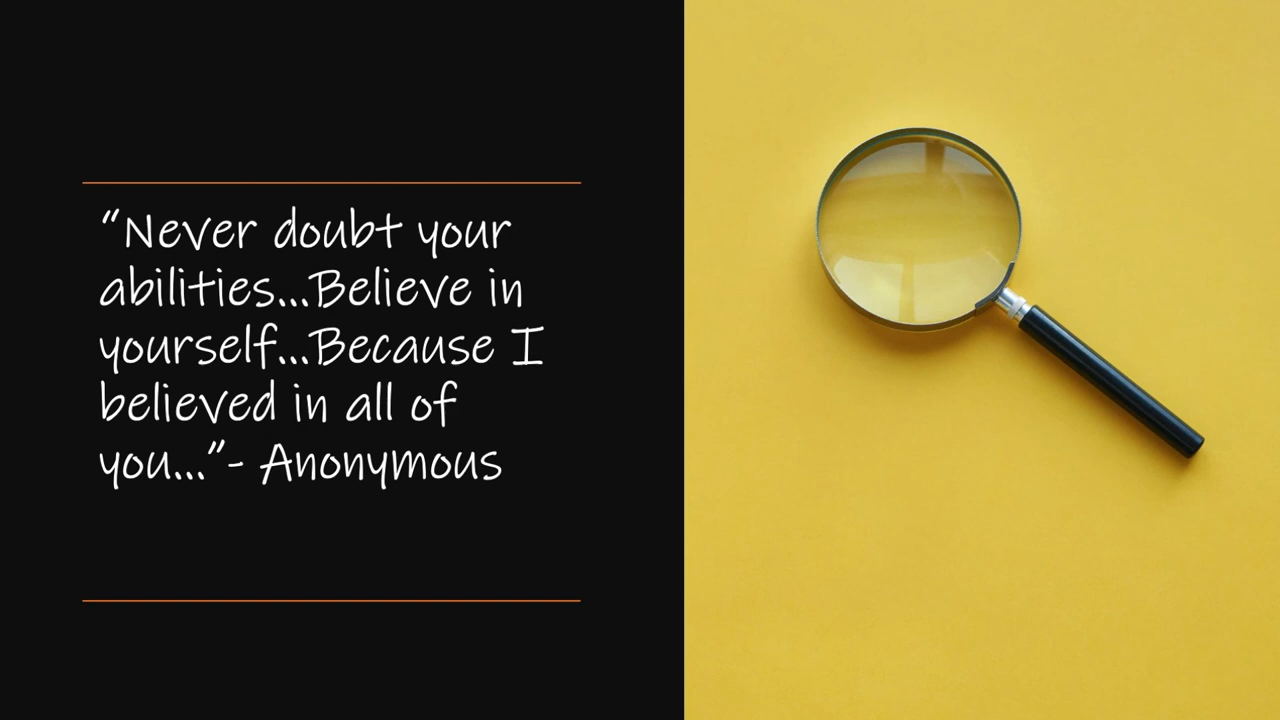 “Never doubt your
abilities...Believe in
yourself...Because I
believed in all of
you...”- Anonymous